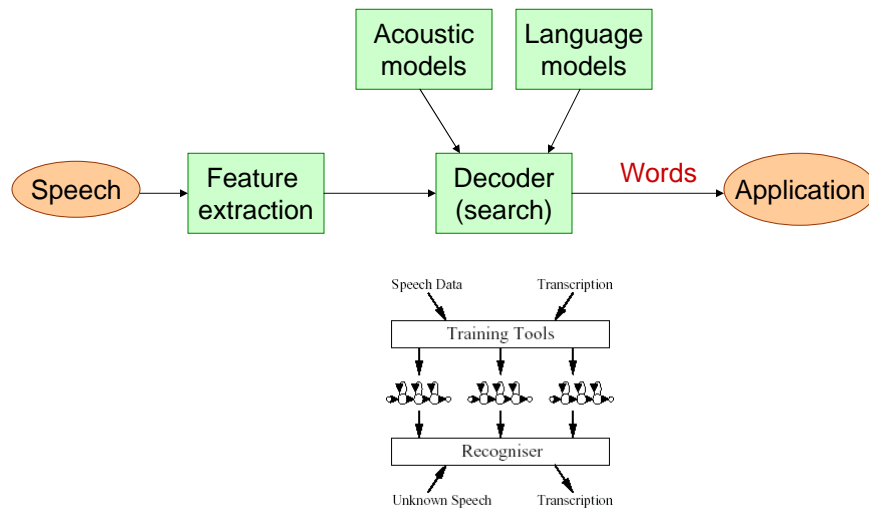 Acoustic
models
Language
models
Speech
Feature
extraction
Decoder
(search)
Words
Application
Speech Data
Transcription
Training Tools
Recogniser
Unknown Speech
Transcription